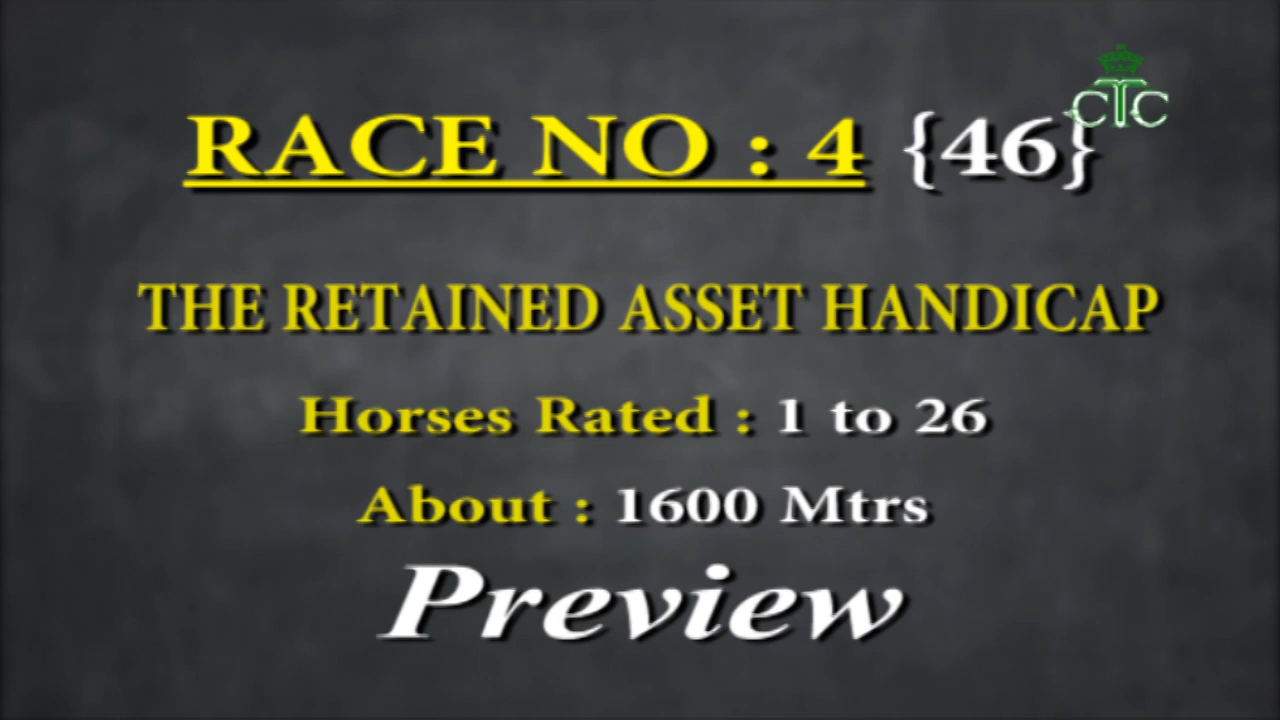 CTC
RACE NO : 4 {46}
THE RETAINED ASSET HANDICAP
Horses Rated : 1 to 26
About : 1600 Mtrs
Preview